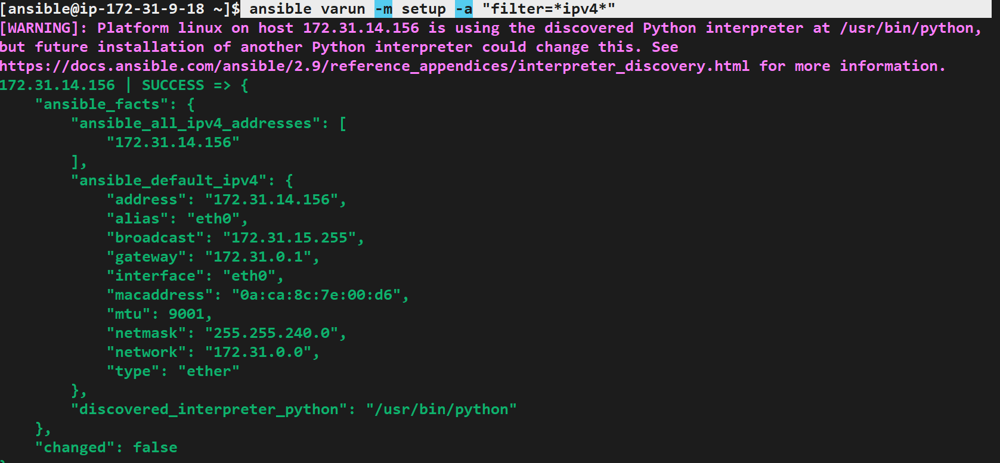 [ansible@ip-172-31-9-18 ~]$ ansible varun -m setup -a "filter=*ipv4*"
[WARNING]: Platform linux on host 172.31.14.156 is using the discovered Python interpreter at /usr/bin/python,
but future installation of another Python interpreter could change this. See
https://docs.ansible.com/ansible/2.9/reference_appendices/interpreter_discovery.html for more information.
172.31.14.156 | SUCCESS => {
    "ansible_facts": {
        "ansible_all_ipv4_addresses": [
            "172.31.14.156"
        ],
        "ansible_default_ipv4": {
            "address": "172.31.14.156",
            "alias": "eth0",
            "broadcast": "172.31.15.255",
            "gateway": "172.31.0.1",
            "interface": "eth0",
            "macaddress": "0a:ca:8c:7e:00:d6",
            "mtu": 9001,
            "netmask": "255.255.240.0",
            "network": "172.31.0.0",
            "type": "ether"
        },
        "discovered_interpreter_python": "/usr/bin/python"
    },
    "changed": false